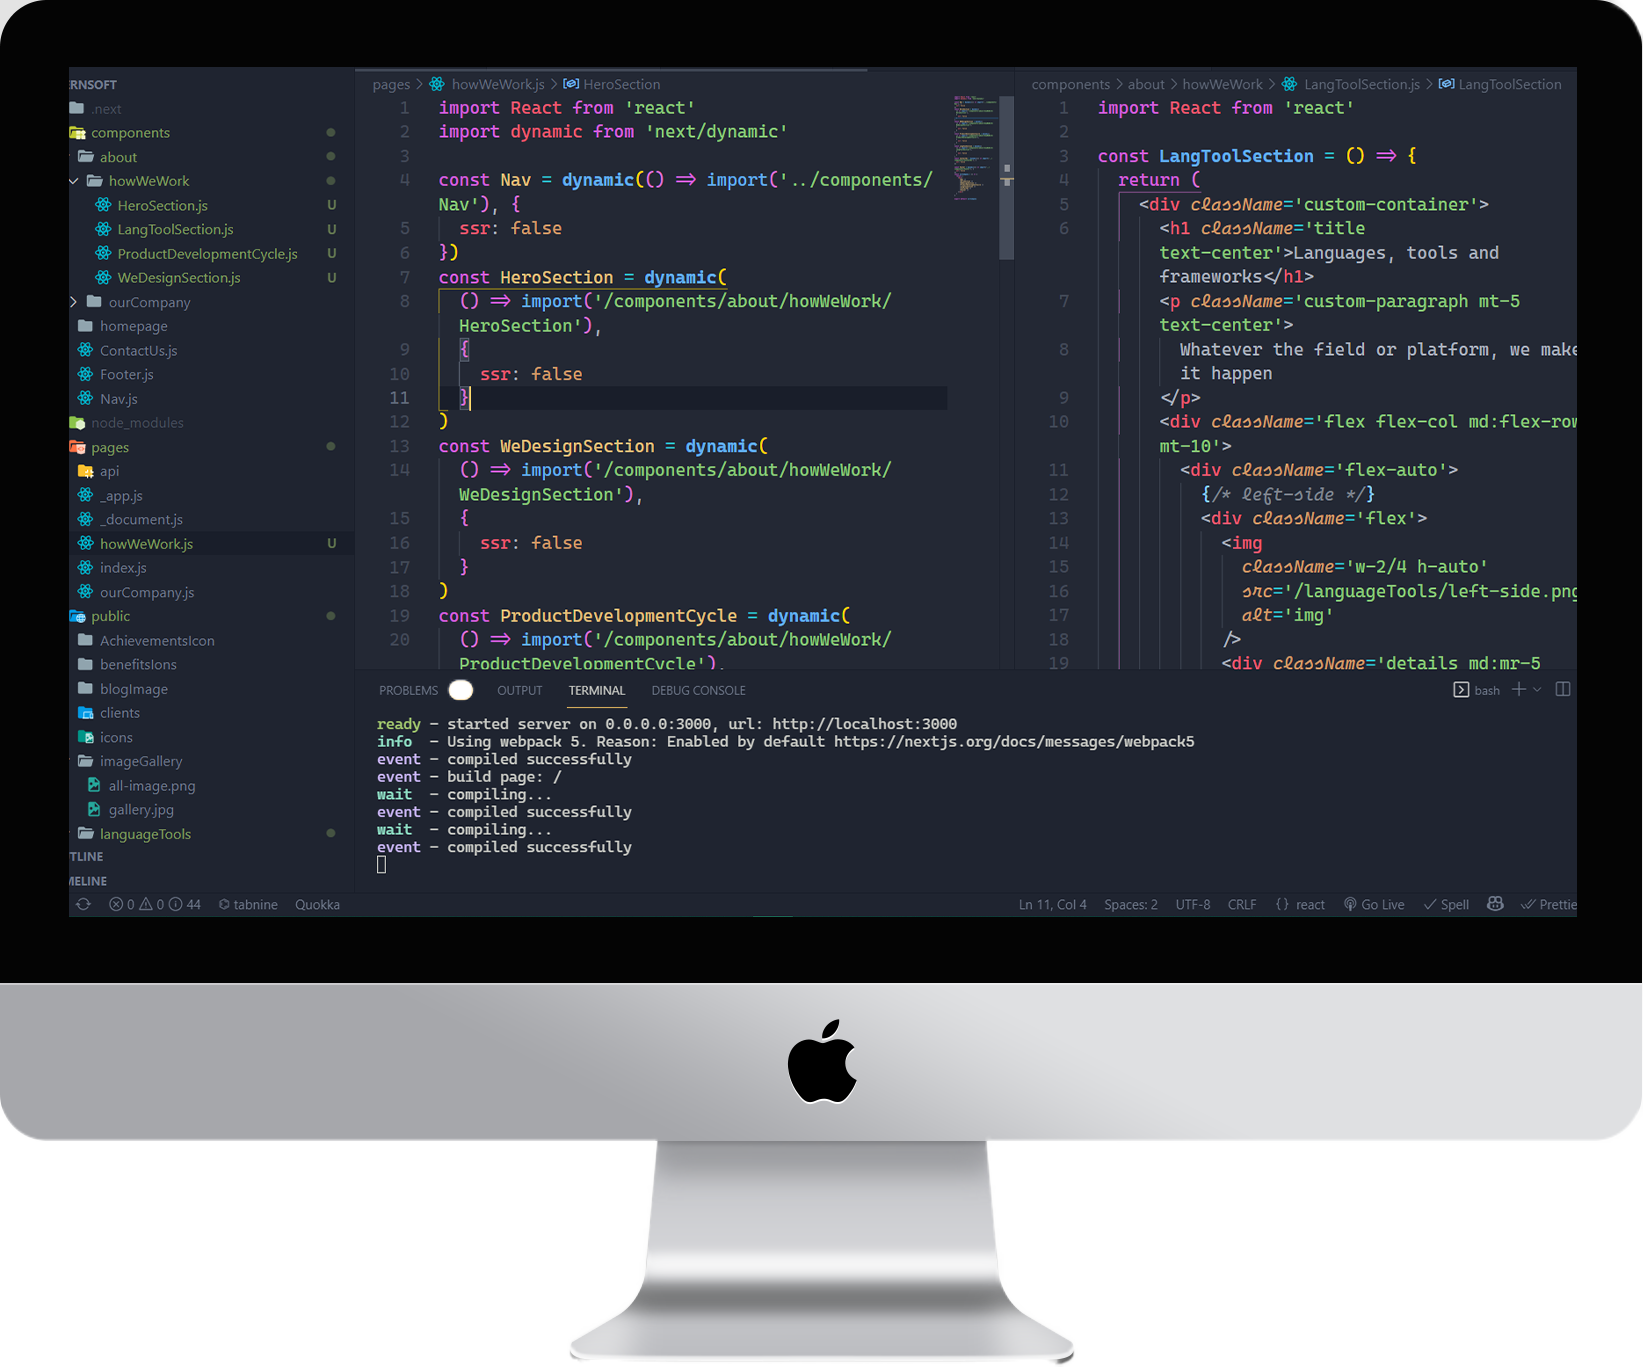 ERNSOFT
.next
components
about
howWeWork
HeroSection.js U
LangToolSection.js U
ProductDevelopmentCycle.js U
WeDesignSection.js U
ourCompany
homepage
ContactUs.js
Footer.js
Nav.js
node_modules
pages
api
_app.js
_document.js
howWeWork.js U
index.js
ourCompany.js
public
AchievementsIcon
benefitsIons
blogImage
clients
icons
imageGallery
all-image.png
gallery.jpg
languageTools
TLINE
MELINE
pages > howWeWork.js > HeroSection
1 import React from 'react'
2 import dynamic from 'next/dynamic'
3
4 const Nav = dynamic(() => import('../components/
Nav'), {
5 ssr: false
6 })
7 const HeroSection = dynamic(
8 () => import('/components/about/howWeWork/
HeroSection'),
9 {
10 ssr: false
11 }
12 )
13 const WeDesignSection = dynamic(
14 () => import('/components/about/howWeWork/
WeDesignSection'),
15 {
16 ssr: false
17 }
18 )
19 const ProductDevelopmentCycle = dynamic(
20 () => import('/components/about/howWeWork/
ProductDevelopmentCycle'),
components > about > howWeWork > LangToolSection.js > LangToolSection
1 import React from 'react'
2
3 const LangToolSection = () => {
4 return (
5 <div className='custom-container'>
6 <h1 className='title
text-center'>Languages, tools and
frameworks</h1>
7 <p className='custom-paragraph mt-5
text-center'>
8 Whatever the field or platform, we make
it happen
9 </p>
10 <div className='flex flex-col md:flex-row
mt-10'>
11 <div className='flex-auto'>
12 {/* left-side */}
13 <div className='flex'>
14 <img
15 className='w-2/4 h-auto'
16 src='/languageTools/left-side.png
17 alt='img'
18 />
19 <div className='details md:mr-5
PROBLEMS OUTPUT TERMINAL DEBUG CONSOLE bash
ready - started server on 0.0.0.0:3000, url: http://localhost:3000
info - Using webpack 5. Reason: Enabled by default https://nextjs.org/docs/messages/webpack5
event - compiled successfully
event - build page: /
wait - compiling...
event - compiled successfully
wait - compiling...
event - compiled successfully
0 0 44 tabnine Quokka Ln 11, Col 4 Spaces: 2 UTF-8 CRLF {} react Go Live Spell Prettie